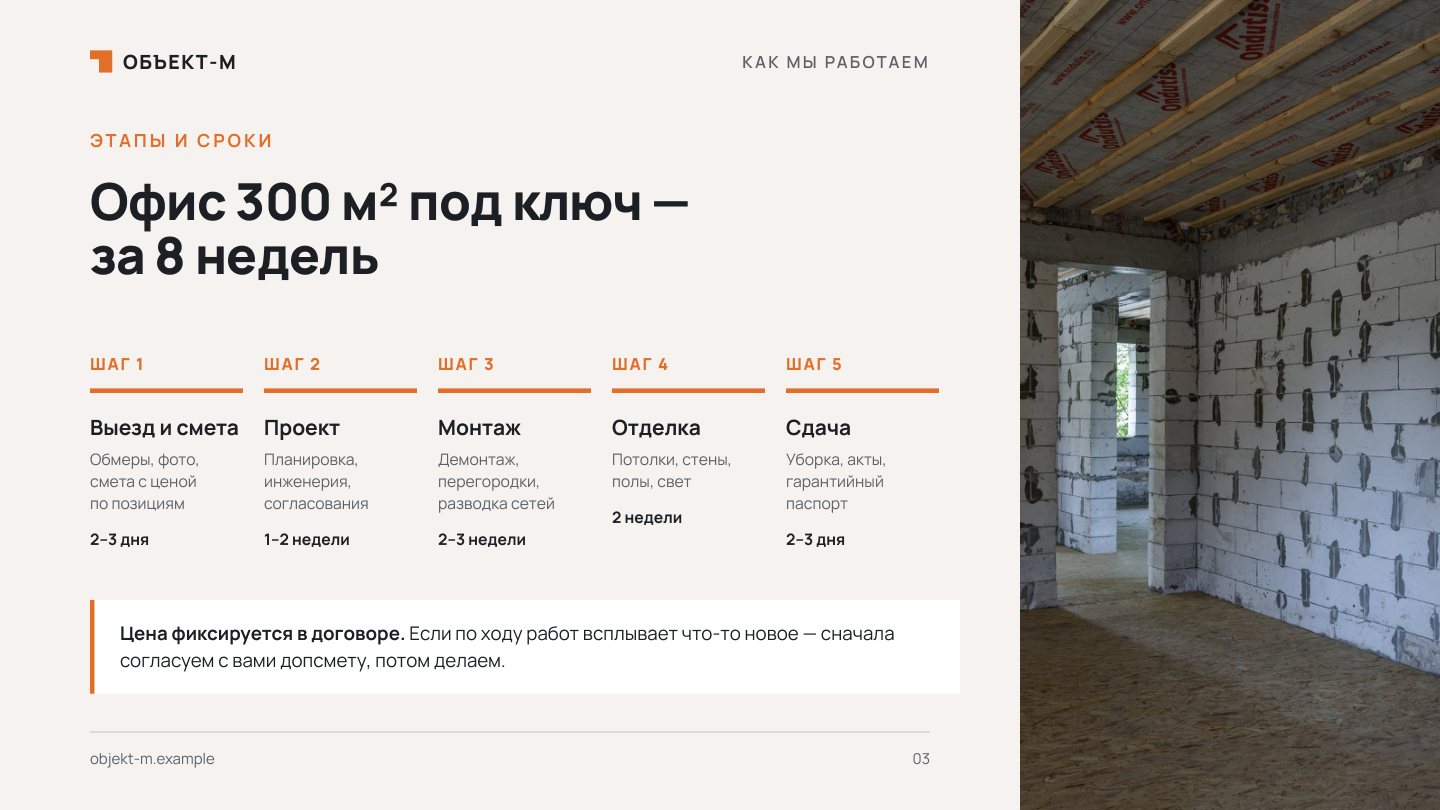 ОБЪЕКТ-М
КАК МЫ РАБОТАЕМ
ЭТАПЫ И СРОКИ
Офис 300 м² под ключ —
за 8 недель
ШАГ 1
Выезд и смета
Обмеры, фото,
смета с ценой
по позициям
2–3 дня
ШАГ 2
Проект
Планировка,
инженерия,
согласования
1–2 недели
ШАГ 3
Монтаж
Демонтаж,
перегородки,
разводка сетей
2–3 недели
ШАГ 4
Отделка
Потолки, стены,
полы, свет
2 недели
ШАГ 5
Сдача
Уборка, акты,
гарантийный
паспорт
2–3 дня
Цена фиксируется в договоре. Если по ходу работ всплывает что-то новое — сначала
согласуем с вами допсмету, потом делаем.
objekt-m.example
03
Ondutiss
www.ondutiss.ru